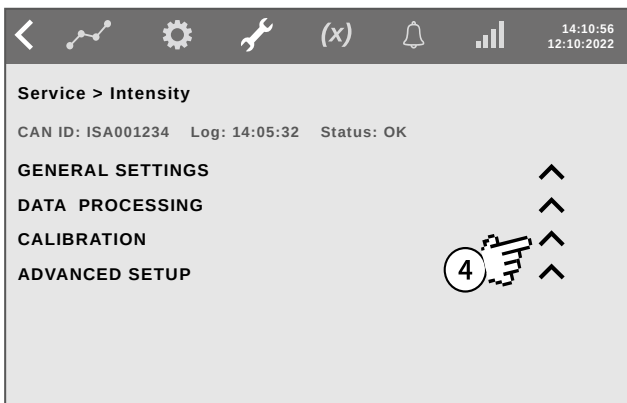 (x)
14:10:56
12:10:2022
Service > Intensity
CAN ID: ISA001234 Log: 14:05:32 Status: OK
GENERAL SETTINGS
DATA PROCESSING
CALIBRATION
ADVANCED SETUP
4